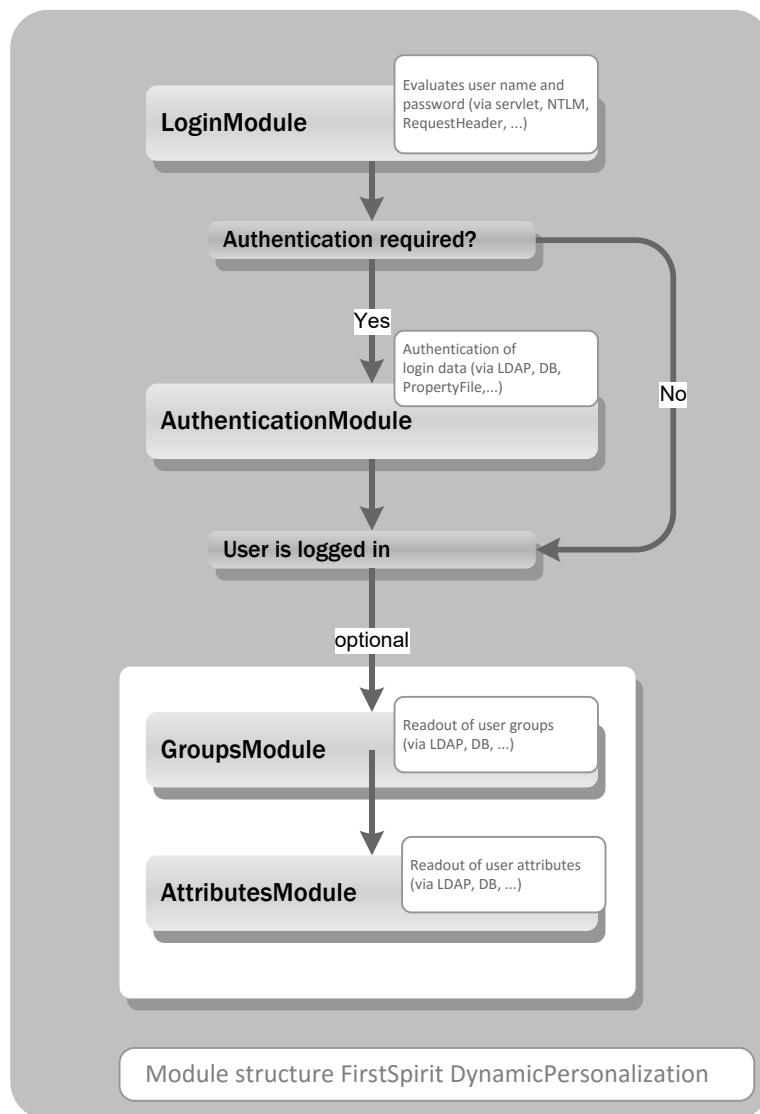 Evaluates user name and
password (via servlet, NTLM,
RequestHeader, ...)
LoginModule
Authentication required?
Yes
No
Authentication of
login data (via LDAP, DB,
PropertyFile,...)
AuthenticationModule
User is logged in
optional
Readout of user groups
(via LDAP, DB, ...)
GroupsModule
Readout of user attributes
(via LDAP, DB, ...)
AttributesModule
Module structure FirstSpirit DynamicPersonalization